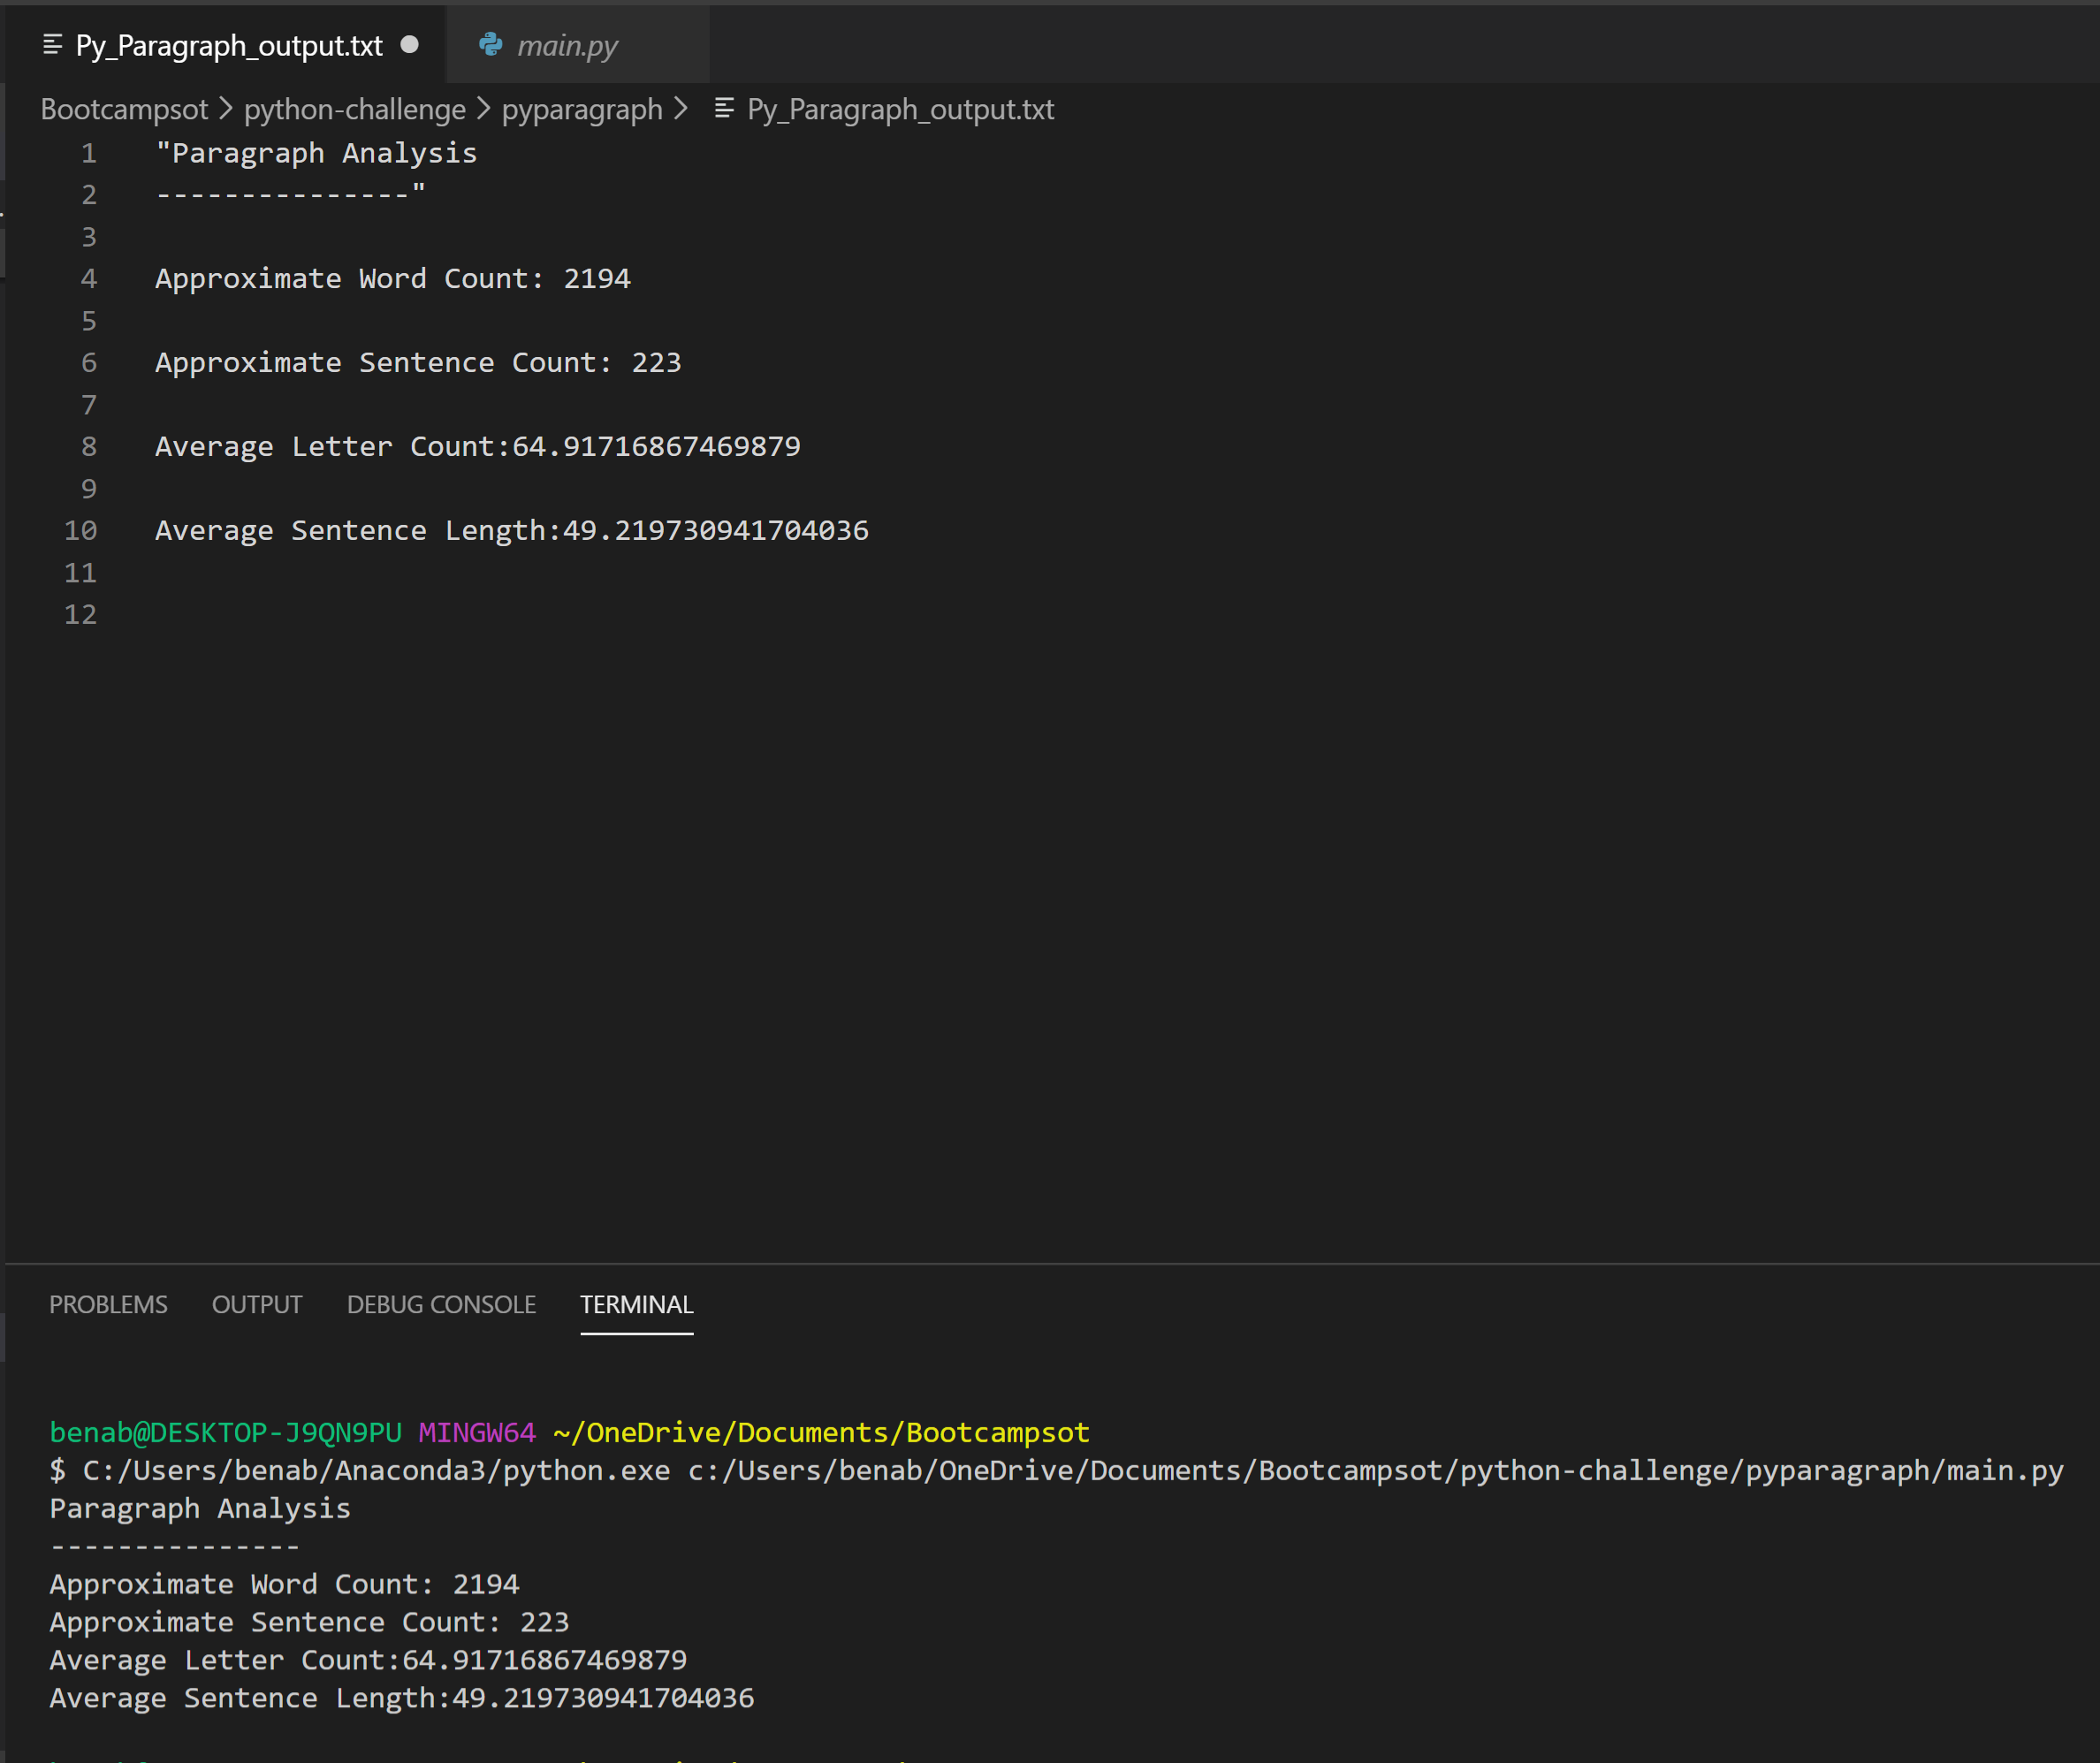 Py_Paragraph_output.txt main.py
Bootcampsot > python-challenge > pyparagraph > Py_Paragraph_output.txt
1 "Paragraph Analysis
2 ---------------"
3
4 Approximate Word Count: 2194
5
6 Approximate Sentence Count: 223
7
8 Average Letter Count:64.91716867469879
9
10 Average Sentence Length:49.219730941704036
11
12
PROBLEMS OUTPUT DEBUG CONSOLE TERMINAL
benab@DESKTOP-J9QN9PU MINGW64 ~/OneDrive/Documents/Bootcampsot
$ C:/Users/benab/Anaconda3/python.exe c:/Users/benab/OneDrive/Documents/Bootcampsot/python-challenge/pyparagraph/main.py
Paragraph Analysis
---------------
Approximate Word Count: 2194
Approximate Sentence Count: 223
Average Letter Count:64.91716867469879
Average Sentence Length:49.219730941704036